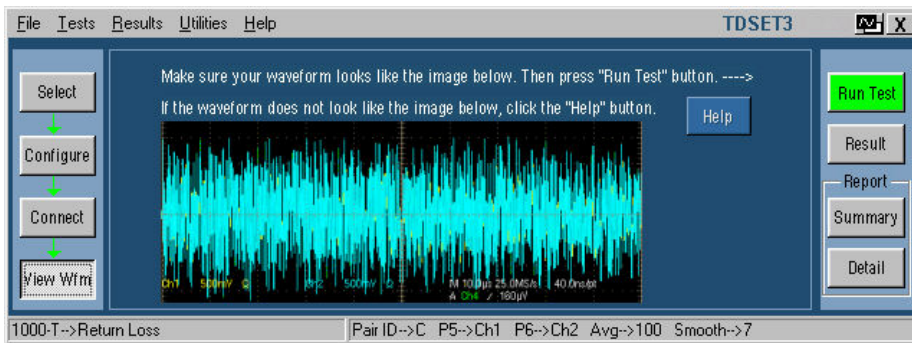 File Tests Results Utilities Help TDSET3 X
Select
Configure
Connect
View Wfm
Make sure your waveform looks like the image below. Then press "Run Test" button. ---->
If the waveform does not look like the image below, click the "Help" button.
Help
Ch1 500mV Ω Ch2 500mV Ω M 10.0µs 25.0MS/s 40.0ns/pt
A Ch4 / 160µV
Run Test
Result
Report
Summary
Detail
1000-T-->Return Loss
Pair ID-->C P5-->Ch1 P6-->Ch2 Avg-->100 Smooth-->7